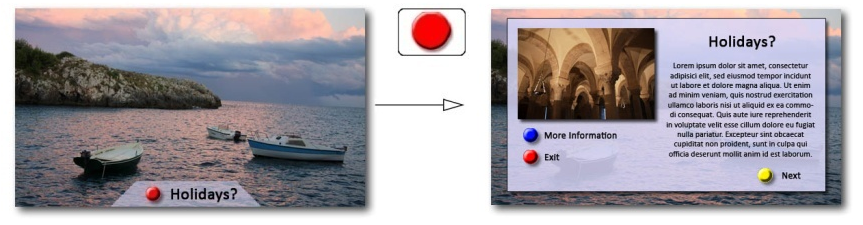 Holidays?
Holidays?
Lorem ipsum dolor sit amet, consectetur
adipisici elit, sed eiusmod tempor incidunt
ut labore et dolore magna aliqua. Ut enim
ad minim veniam, quis nostrud exercitation
ullamco laboris nisi ut aliquid ex ea commo-
di consequat. Quis aute iure reprehenderit
in voluptate velit esse cillum dolore eu fugiat
nulla pariatur. Excepteur sint obcaecat
cupiditat non proident, sunt in culpa qui
officia deserunt mollit anim id est laborum.
More Information
Exit
Next